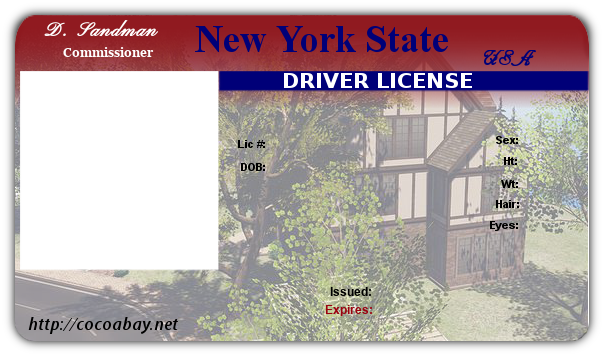 D. Sandman
Commissioner
New York State
USA
DRIVER LICENSE
Lic #:
DOB:
Sex:
Ht:
Wt:
Hair:
Eyes:
Issued:
Expires:
http://cocoabay.net